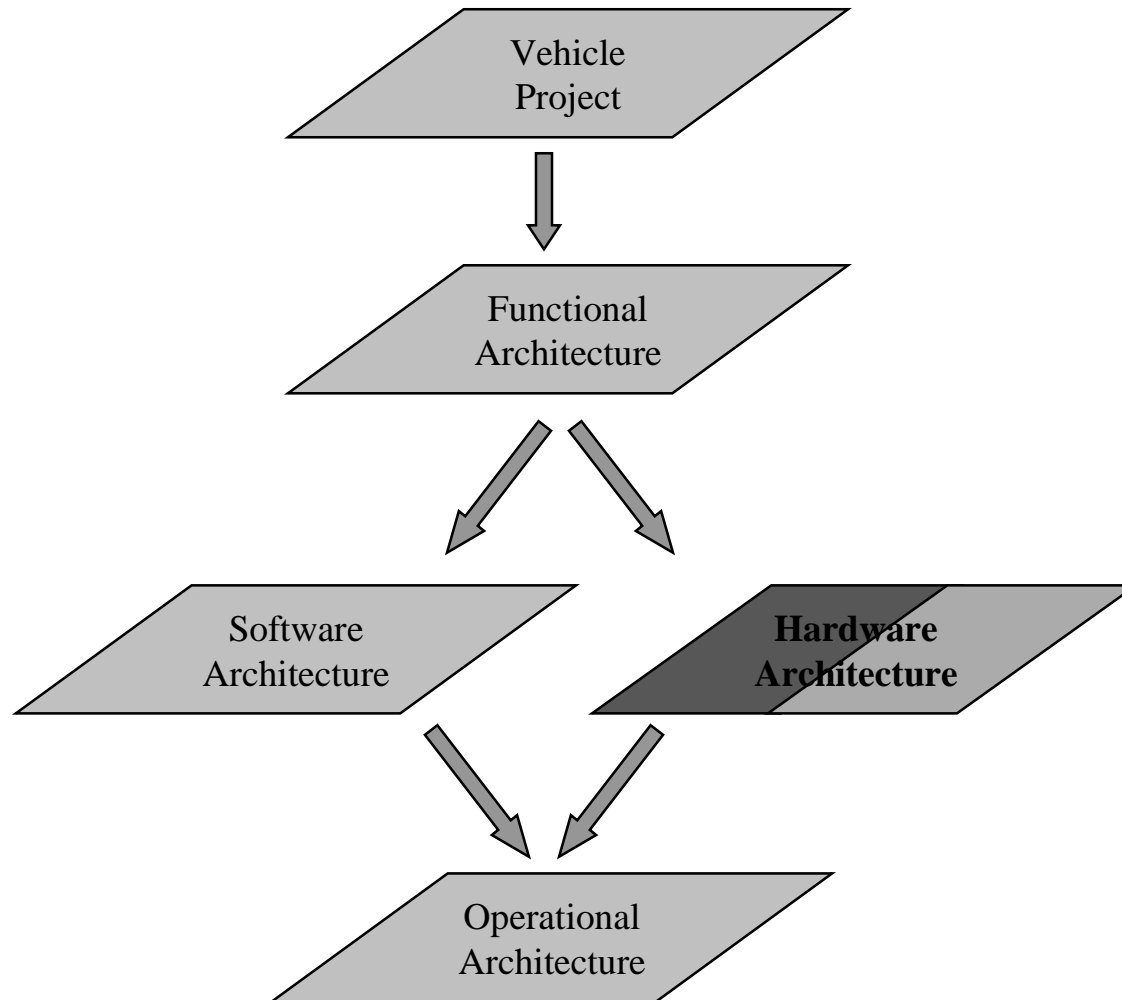 Vehicle
Project
Functional
Architecture
Software
Architecture
Hardware
Architecture
Operational
Architecture